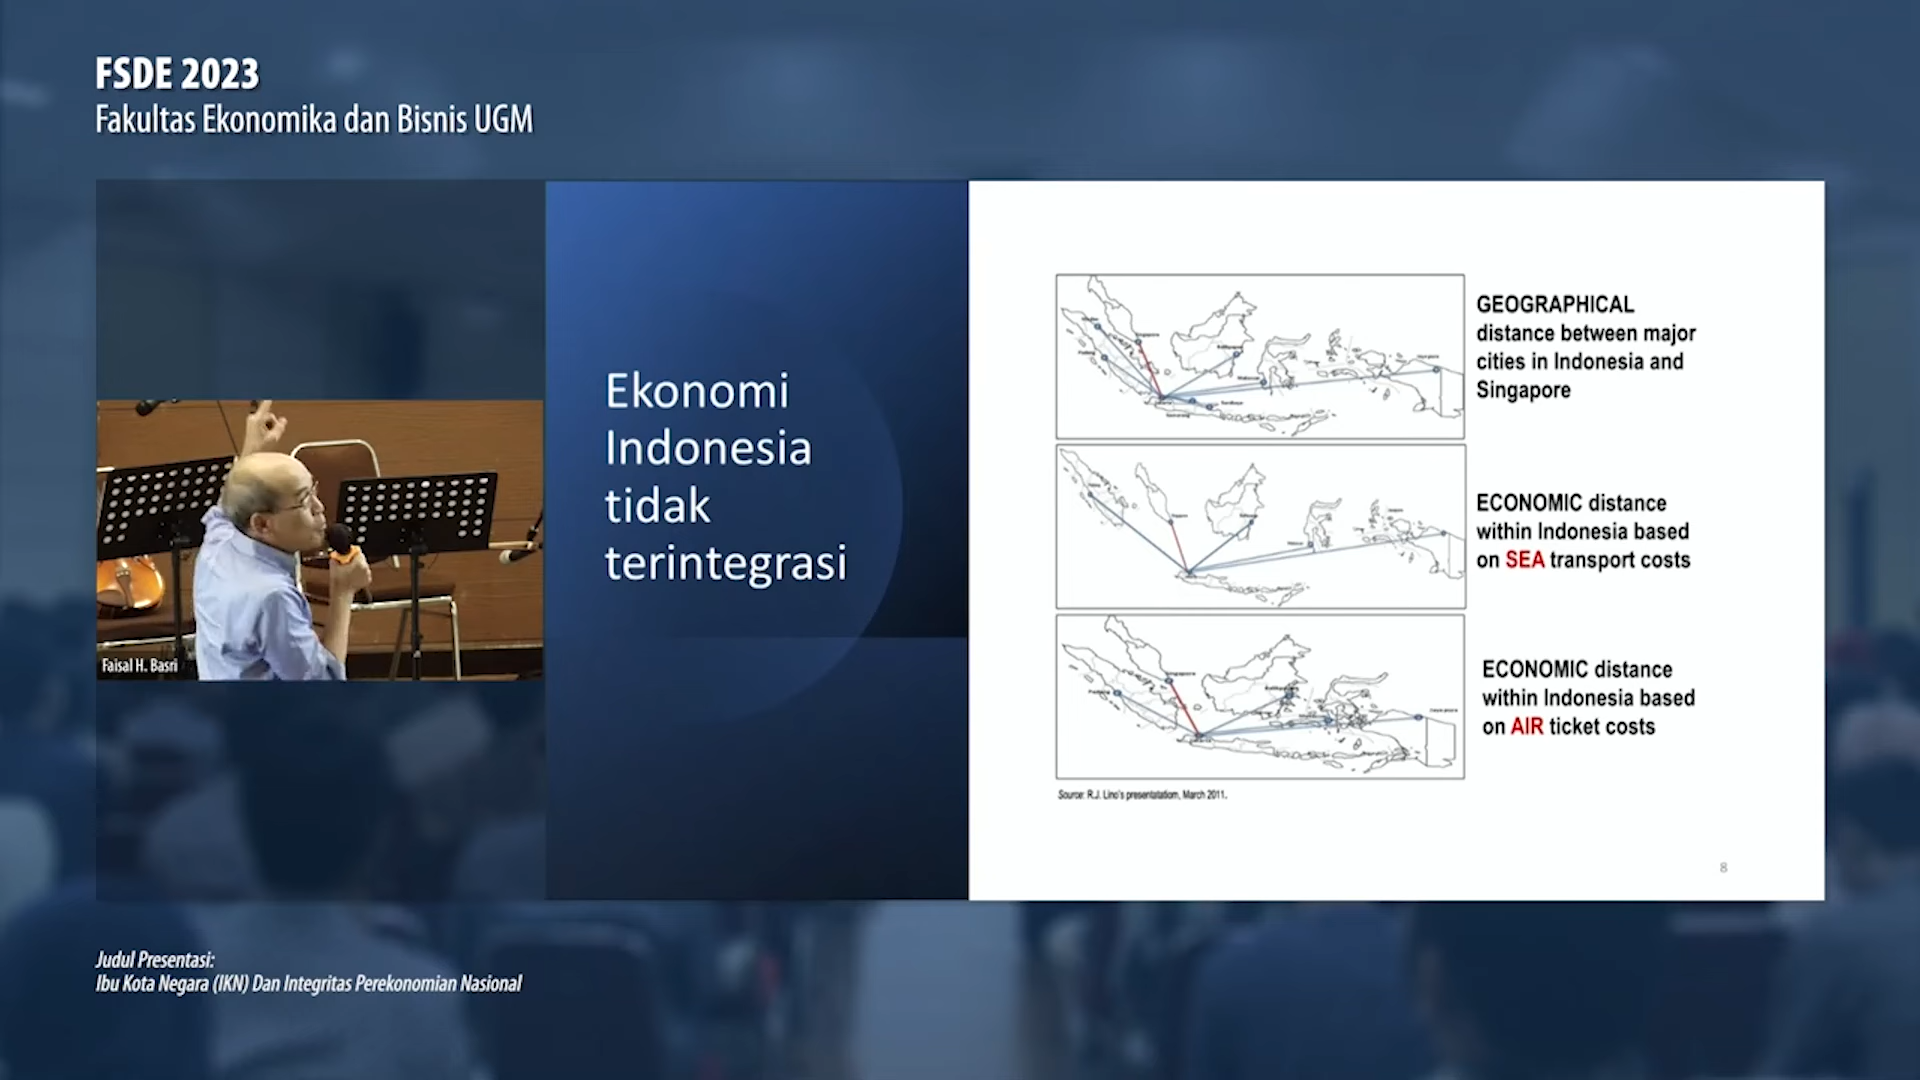 FSDE 2023
Fakultas Ekonomika dan Bisnis UGM
Faisal H. Basri
Ekonomi
Indonesia
tidak
terintegrasi
GEOGRAPHICAL
distance between major
cities in Indonesia and
Singapore
ECONOMIC distance
within Indonesia based
on SEA transport costs
ECONOMIC distance
within Indonesia based
on AIR ticket costs
Source: R.J. Lino's presentatatiom, March 2011.
8
Judul Presentasi:
Ibu Kota Negara (IKN) Dan Integritas Perekonomian Nasional